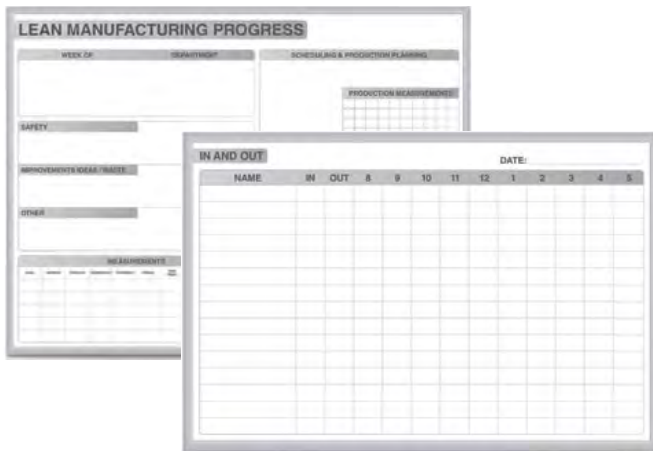 LEAN MANUFACTURING PROGRESS
WEEK OF DEPARTMENT
SCHEDULING & PRODUCTION PLANNING
PRODUCTION MEASUREMENTS
SAFETY
IMPROVEMENTS IDEAS / WASTE
OTHER
MEASUREMENTS
IN AND OUT
DATE:
NAME IN OUT 8 9 10 11 12 1 2 3 4 5